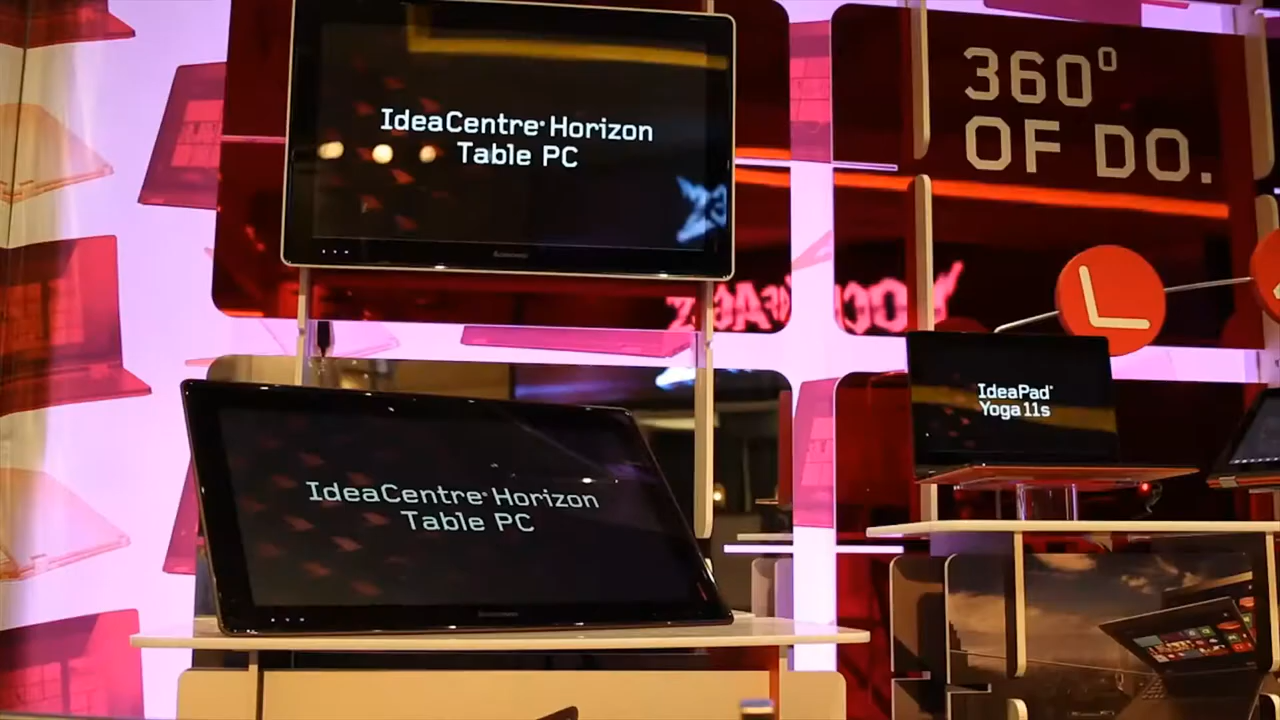 IdeaCentre® Horizon
Table PC
360°
OF DO.
L
IdeaPad®
Yoga 11s
IdeaCentre® Horizon
Table PC